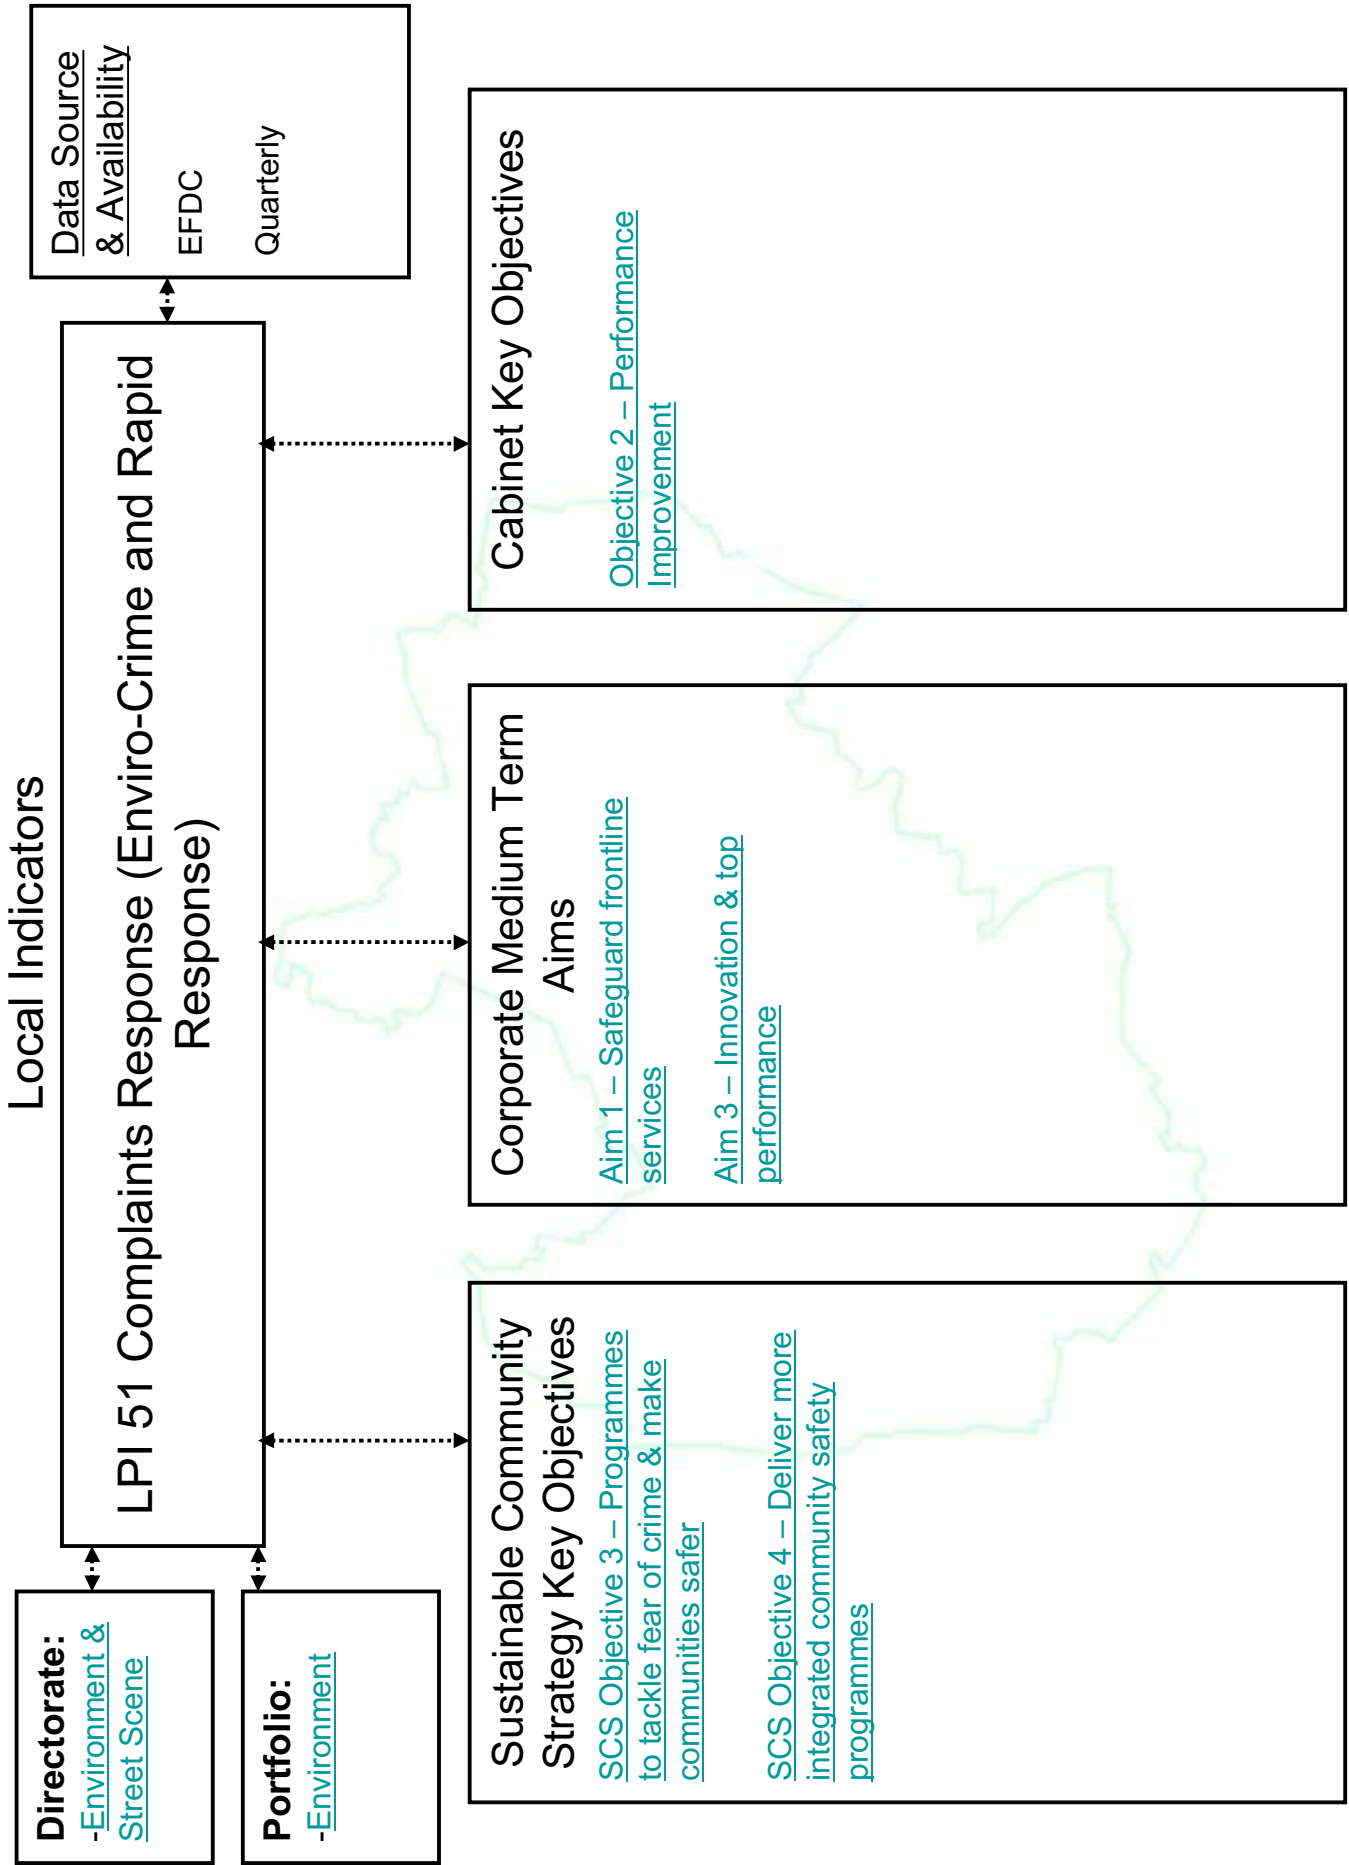 Local Indicators
Directorate:
-Environment &
Street Scene
Portfolio:
-Environment
LPI 51 Complaints Response (Enviro-Crime and Rapid
Response)
Data Source
& Availability
EFDC
Quarterly
Sustainable Community
Strategy Key Objectives
SCS Objective 3 – Programmes
to tackle fear of crime & make
communities safer
SCS Objective 4 – Deliver more
integrated community safety
programmes
Corporate Medium Term
Aims
Aim 1 – Safeguard frontline
services
Aim 3 – Innovation & top
performance
Cabinet Key Objectives
Objective 2 – Performance
Improvement